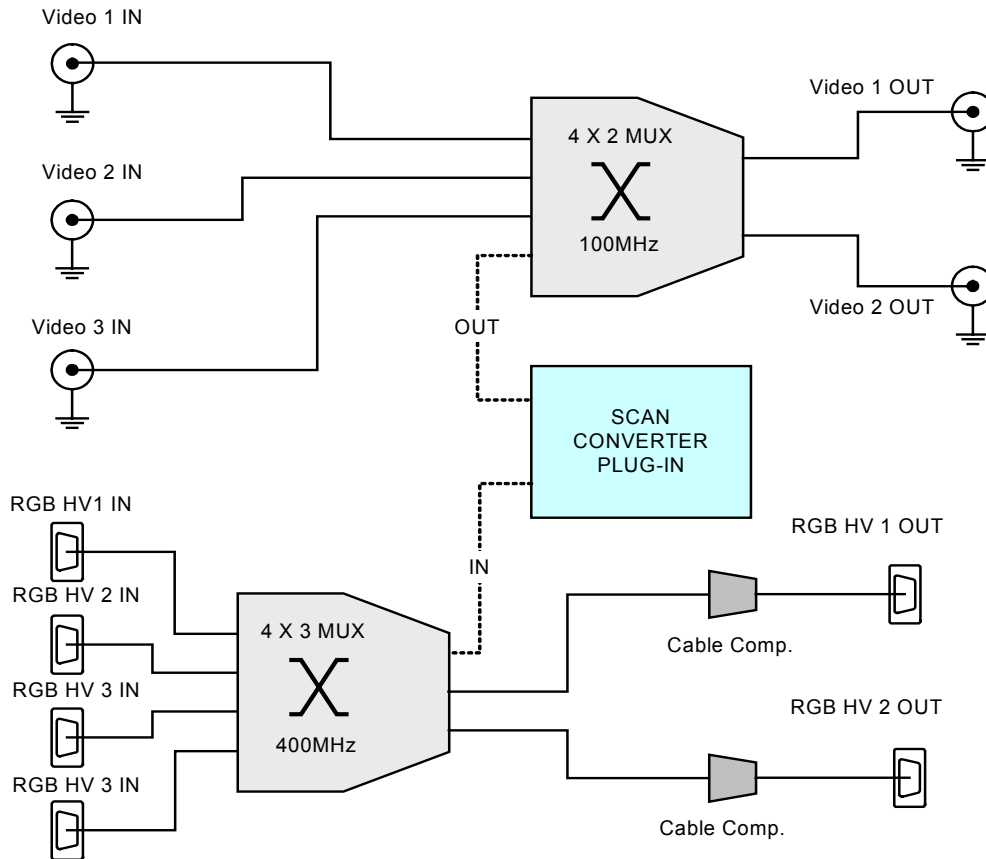 Video 1 IN
Video 1 OUT
4 X 2 MUX
Video 2 IN
100MHz
Video 2 OUT
Video 3 IN
OUT
SCAN
CONVERTER
PLUG-IN
RGB HV1 IN
RGB HV 1 OUT
IN
RGB HV 2 IN
4 X 3 MUX
Cable Comp.
RGB HV 3 IN
RGB HV 2 OUT
400MHz
RGB HV 3 IN
Cable Comp.